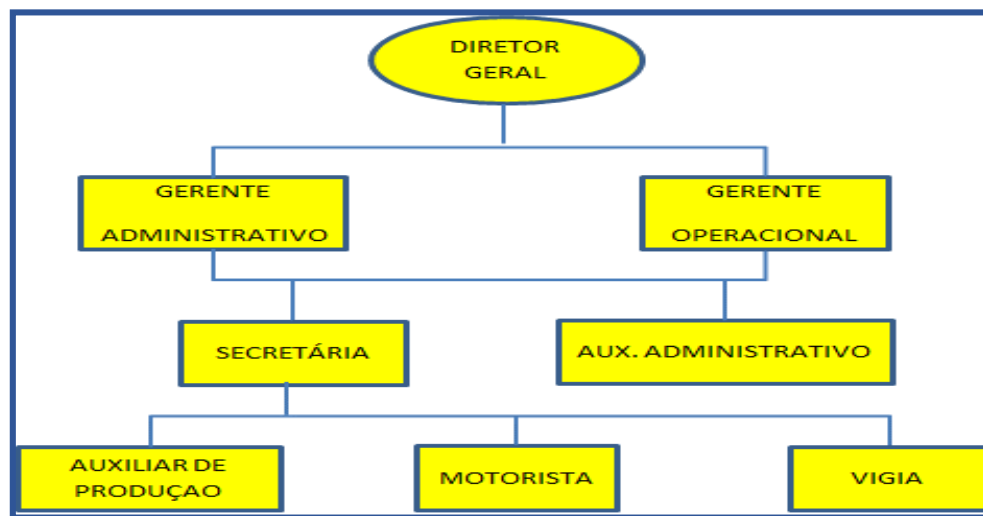 DIRETOR
GERAL
GERENTE
ADMINISTRATIVO
GERENTE
OPERACIONAL
SECRETÁRIA
AUX. ADMINISTRATIVO
AUXILIAR DE
PRODUÇAO
MOTORISTA
VIGIA